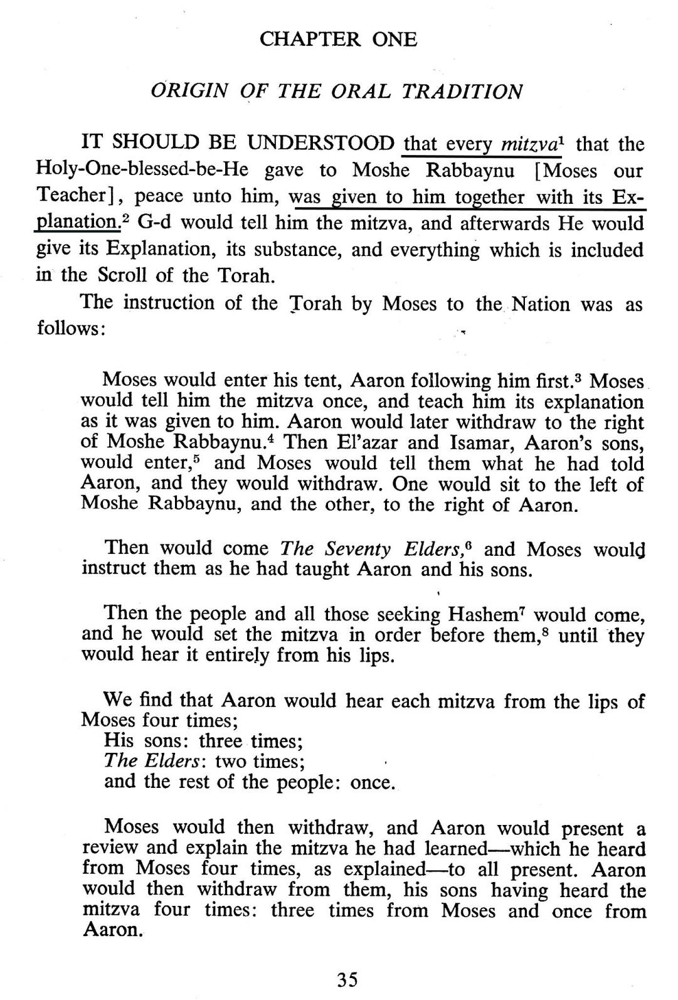 CHAPTER ONE
ORIGIN OF THE ORAL TRADITION
IT SHOULD BE UNDERSTOOD that every mitzva¹ that the
Holy-One-blessed-be-He gave to Moshe Rabbaynu [Moses our
Teacher], peace unto him, was given to him together with its Ex-
planation.² G-d would tell him the mitzva, and afterwards He would
give its Explanation, its substance, and everything which is included
in the Scroll of the Torah.
The instruction of the Torah by Moses to the Nation was as
follows:
Moses would enter his tent, Aaron following him first.³ Moses
would tell him the mitzva once, and teach him its explanation
as it was given to him. Aaron would later withdraw to the right
of Moshe Rabbaynu.⁴ Then El’azar and Isamar, Aaron’s sons,
would enter,⁵ and Moses would tell them what he had told
Aaron, and they would withdraw. One would sit to the left of
Moshe Rabbaynu, and the other, to the right of Aaron.
Then would come The Seventy Elders,⁶ and Moses would
instruct them as he had taught Aaron and his sons.
Then the people and all those seeking Hashem⁷ would come,
and he would set the mitzva in order before them,⁸ until they
would hear it entirely from his lips.
We find that Aaron would hear each mitzva from the lips of
Moses four times;
His sons: three times;
The Elders: two times;
and the rest of the people: once.
Moses would then withdraw, and Aaron would present a
review and explain the mitzva he had learned—which he heard
from Moses four times, as explained—to all present. Aaron
would then withdraw from them, his sons having heard the
mitzva four times: three times from Moses and once from
Aaron.
35